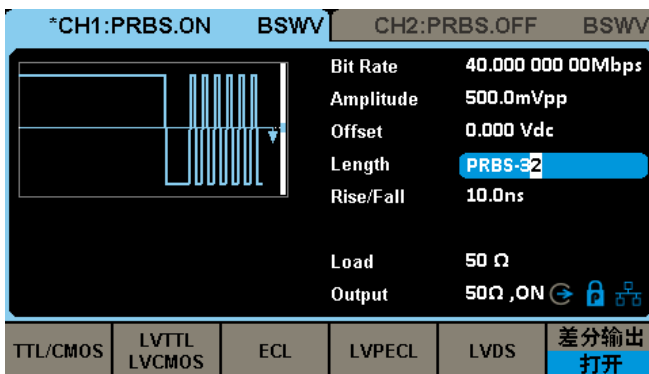 *CH1:PRBS.ON BSWV CH2:PRBS.OFF BSWV
Bit Rate 40.000 000 00Mbps
Amplitude 500.0mVpp
Offset 0.000 Vdc
Length PRBS-32
Rise/Fall 10.0ns
Load 50 Ω
Output 50Ω ,ON
TTL/CMOS
LVTTL
LVCMOS
ECL
LVPECL
LVDS
差分输出
打开